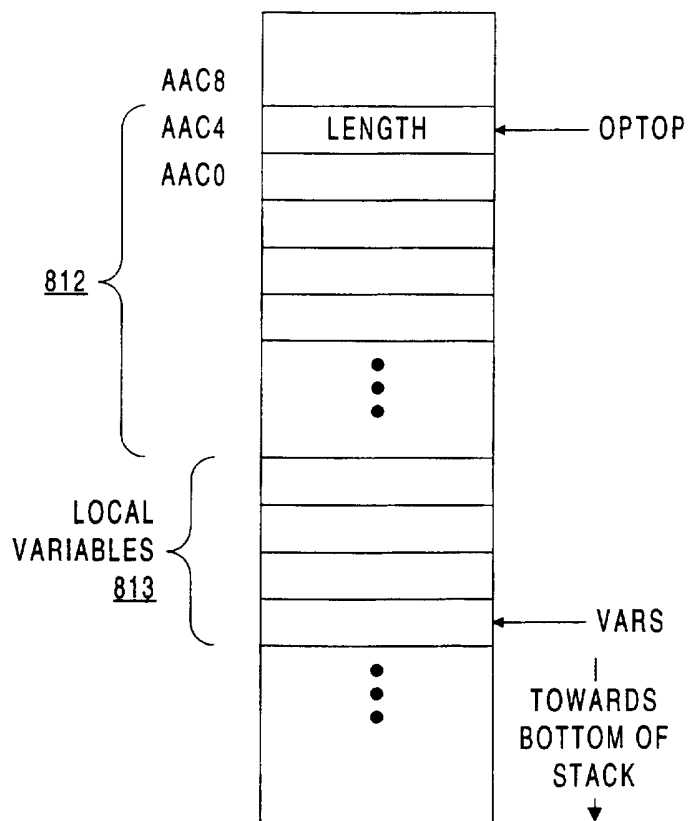 AAC8
AAC4
LENGTH
OPTOP
AAC0
812
LOCAL
VARIABLES
813
VARS
TOWARDS
BOTTOM OF
STACK